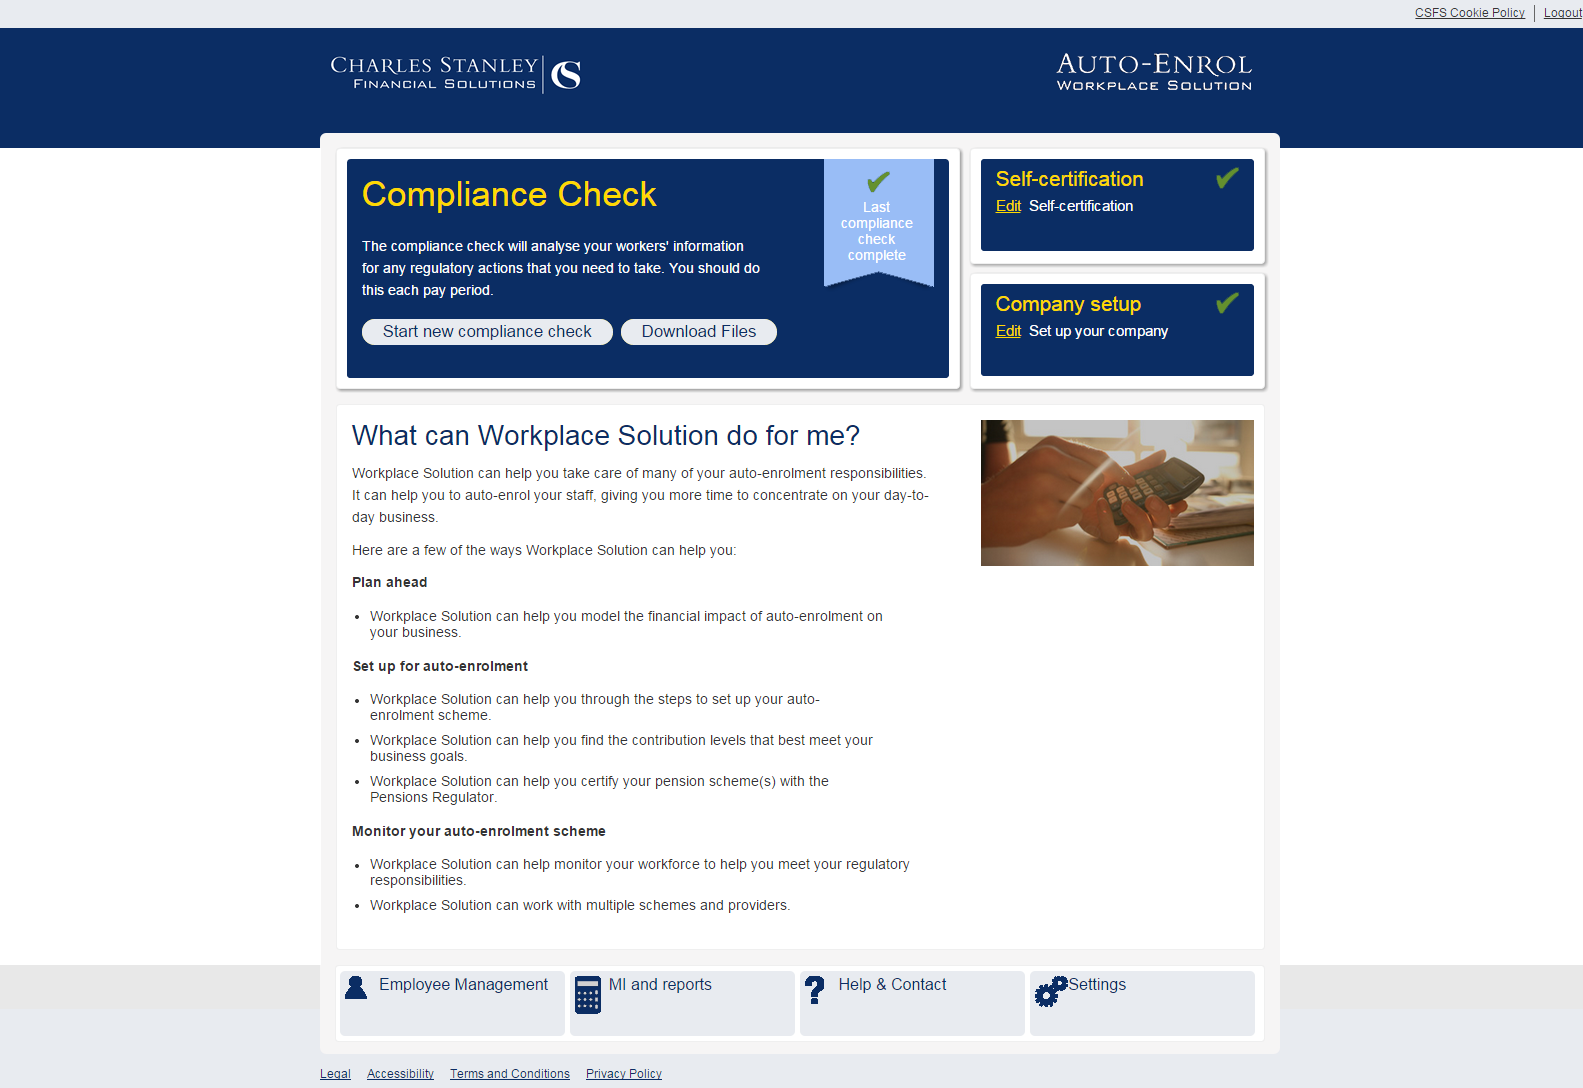 CSFS Cookie Policy | Logout
CHARLES STANLEY
FINANCIAL SOLUTIONS
AUTO-ENROL
WORKPLACE SOLUTION
Compliance Check
The compliance check will analyse your workers' information
for any regulatory actions that you need to take. You should do
this each pay period.
Start new compliance check
Download Files
Last
compliance
check
complete
Self-certification
Edit Self-certification
Company setup
Edit Set up your company
What can Workplace Solution do for me?
Workplace Solution can help you take care of many of your auto-enrolment responsibilities.
It can help you to auto-enrol your staff, giving you more time to concentrate on your day-to-
day business.
Here are a few of the ways Workplace Solution can help you:
Plan ahead
• Workplace Solution can help you model the financial impact of auto-enrolment on
your business.
Set up for auto-enrolment
• Workplace Solution can help you through the steps to set up your auto-
enrolment scheme.
• Workplace Solution can help you find the contribution levels that best meet your
business goals.
• Workplace Solution can help you certify your pension scheme(s) with the
Pensions Regulator.
Monitor your auto-enrolment scheme
• Workplace Solution can help monitor your workforce to help you meet your regulatory
responsibilities.
• Workplace Solution can work with multiple schemes and providers.
Employee Management
MI and reports
Help & Contact
Settings
Legal Accessibility Terms and Conditions Privacy Policy